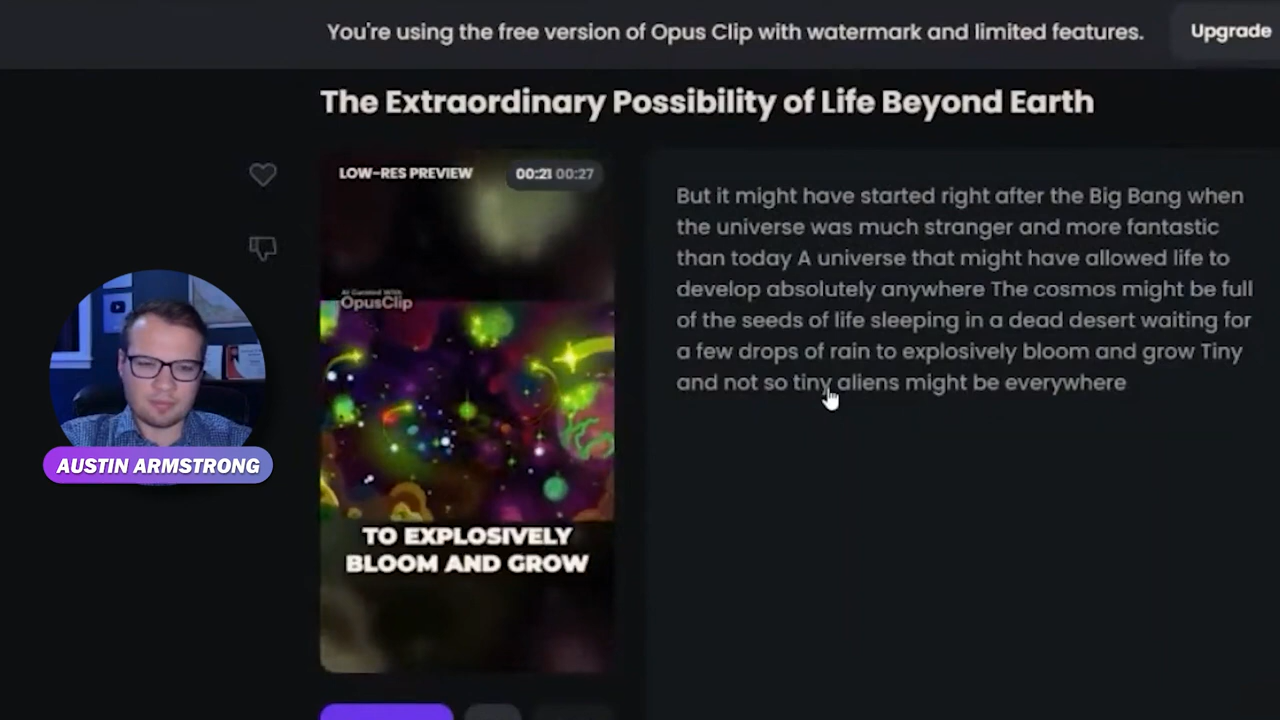 You're using the free version of Opus Clip with watermark and limited features.
Upgrade
The Extraordinary Possibility of Life Beyond Earth
LOW-RES PREVIEW
00:21 00:27
But it might have started right after the Big Bang when
the universe was much stranger and more fantastic
than today A universe that might have allowed life to
develop absolutely anywhere The cosmos might be full
of the seeds of life sleeping in a dead desert waiting for
a few drops of rain to explosively bloom and grow Tiny
and not so tiny aliens might be everywhere
AI Curated With
OpusClip
AUSTIN ARMSTRONG
TO EXPLOSIVELY
BLOOM AND GROW